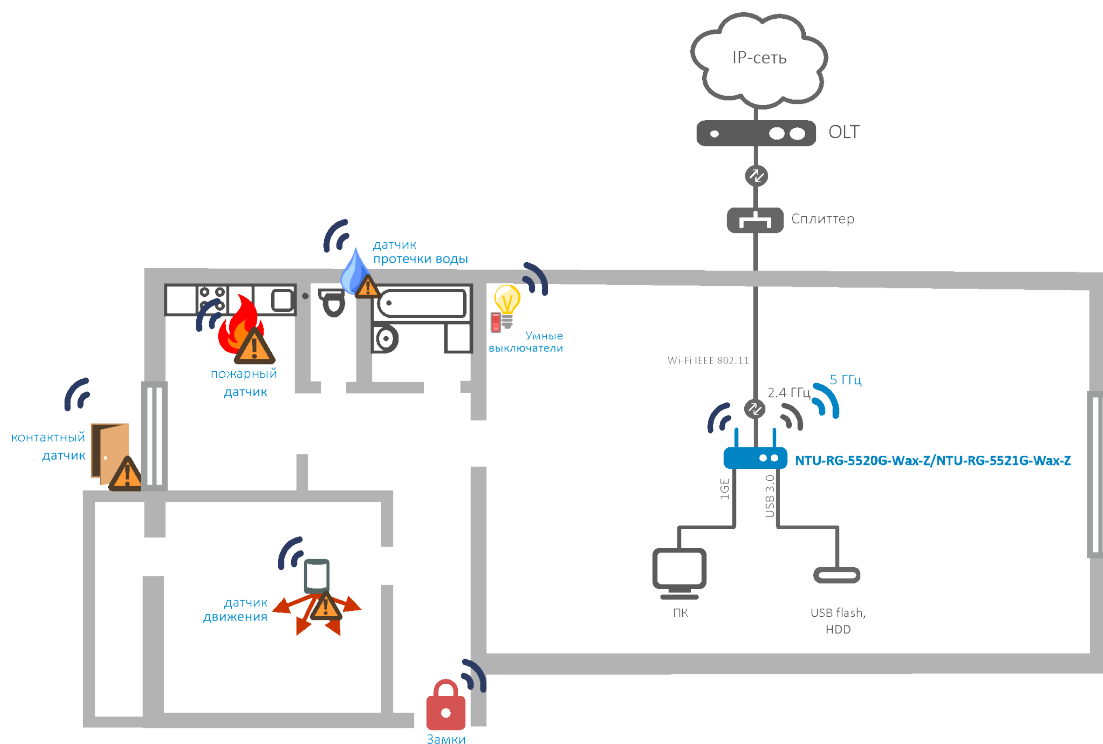 IP-сеть
OLT
Сплиттер
датчик
протечки воды
Умные
выключатели
Wi-Fi IEEE 802.11
5 ГГц
2.4 ГГц
пожарный
датчик
контактный
датчик
NTU-RG-5520G-Wax-Z/NTU-RG-5521G-Wax-Z
1GE
USB 3.0
датчик
движения
ПК
USB flash,
HDD
Замки